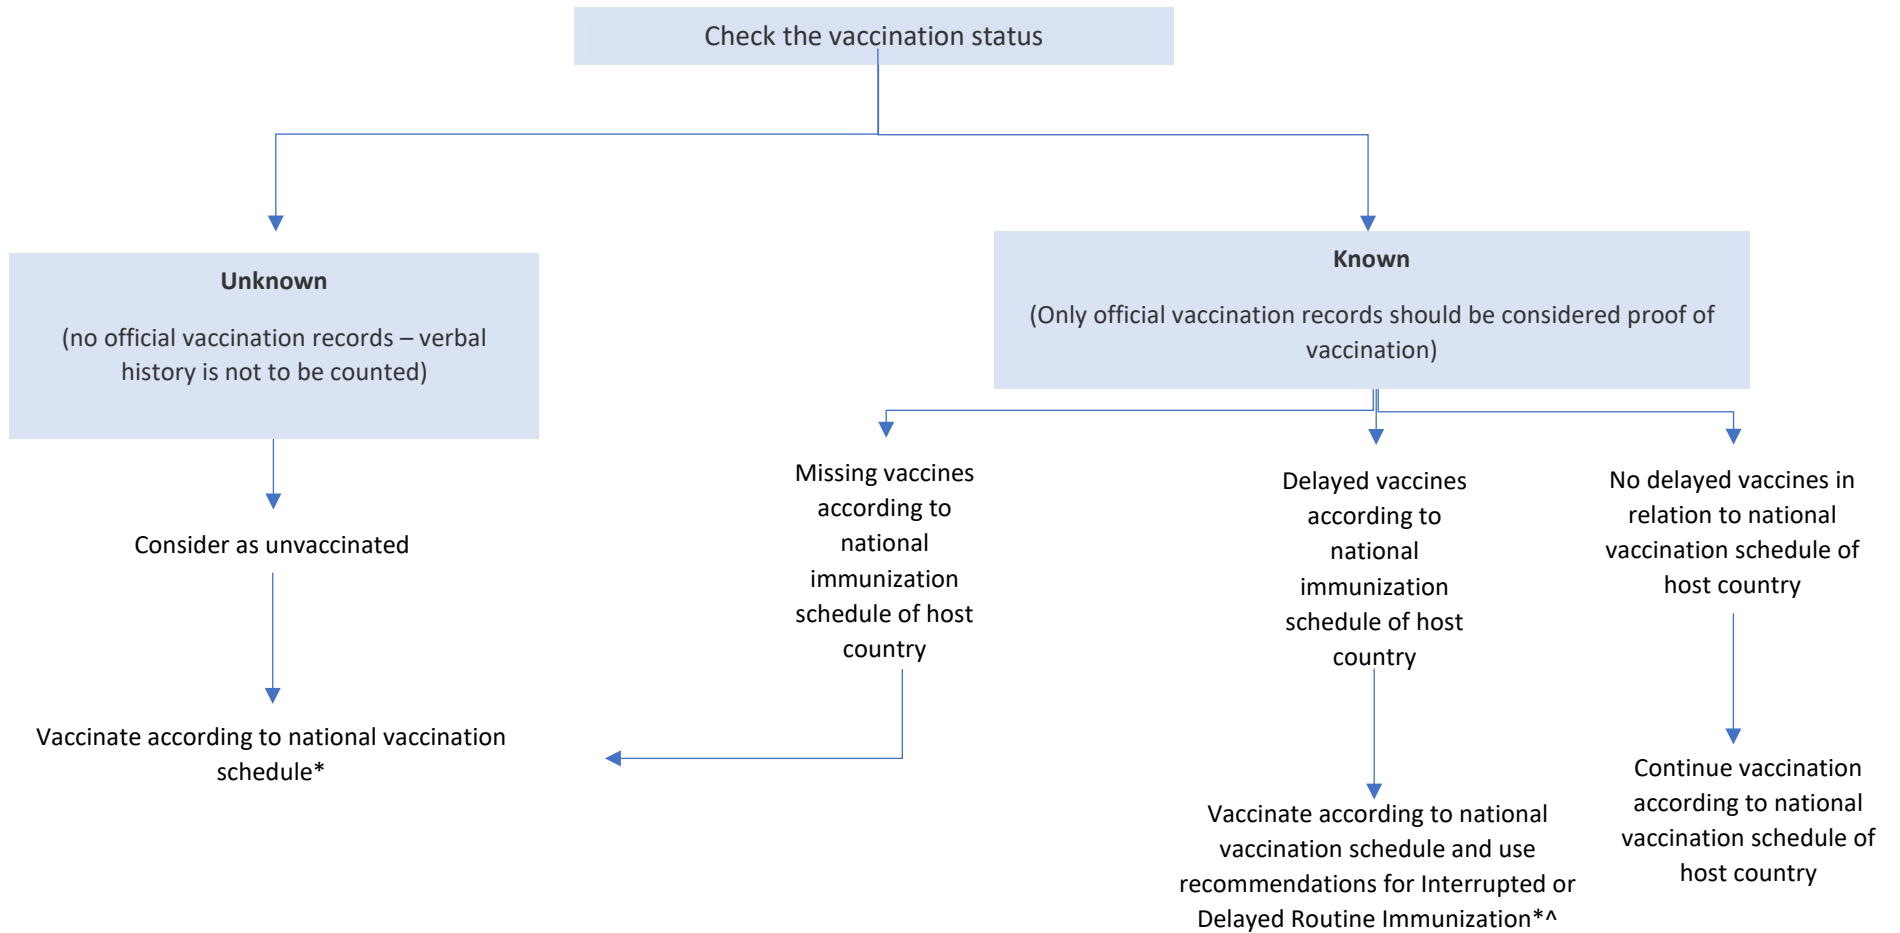 Check the vaccination status
Unknown
(no official vaccination records – verbal
history is not to be counted)
Known
(Only official vaccination records should be considered proof of
vaccination)
Consider as unvaccinated
Vaccinate according to national vaccination
schedule*
Missing vaccines
according to
national
immunization
schedule of host
country
Delayed vaccines
according to
national
immunization
schedule of host
country
Vaccinate according to national
vaccination schedule and use
recommendations for Interrupted or
Delayed Routine Immunization*^
No delayed vaccines in
relation to national
vaccination schedule of
host country
Continue vaccination
according to national
vaccination schedule of
host country